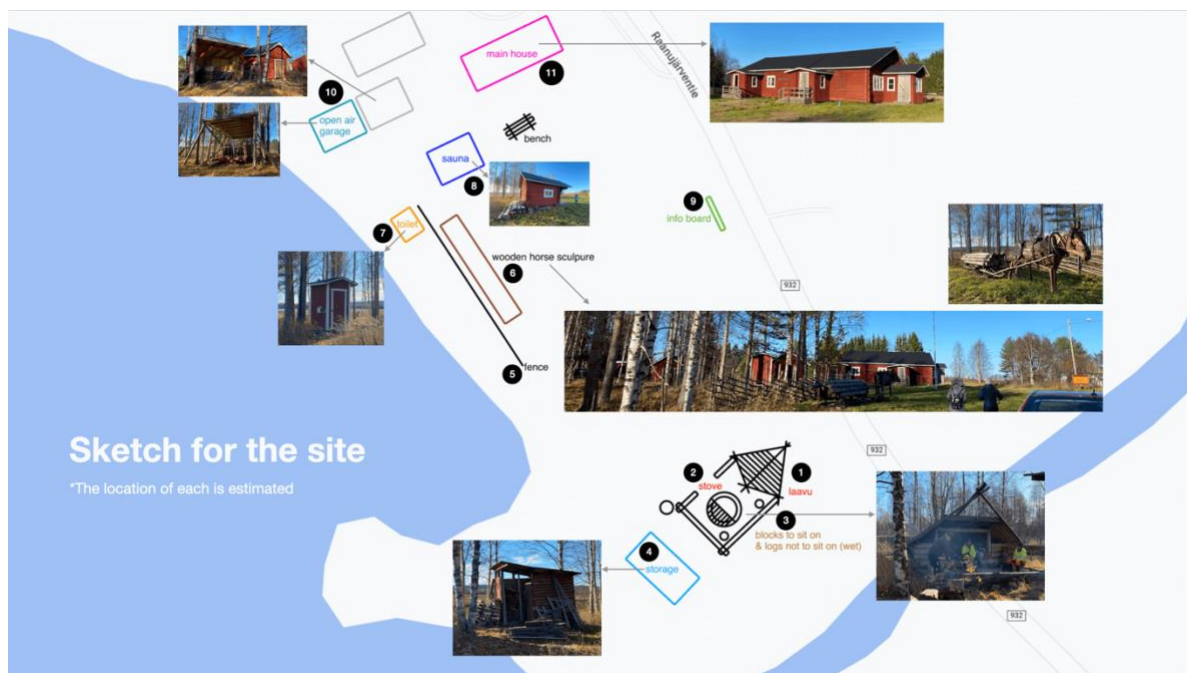 main house
11
Raanujärventie
10
open air
garage
bench
sauna
8
9
info board
toilet
7
wooden horse sculpure
6
932
5
fence
Sketch for the site
*The location of each is estimated
932
2
1
stove
laavu
3
blocks to sit on
& logs not to sit on (wet)
4
storage
932